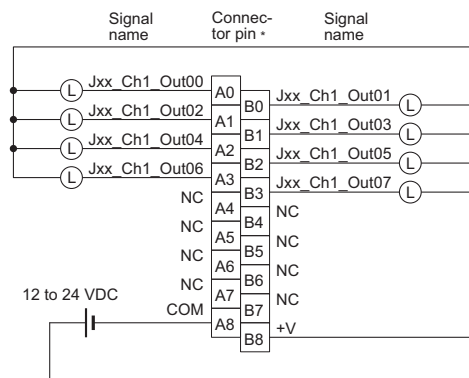 Signal name
Connector pin *
Signal name
L Jxx_Ch1_Out00 A0
B0 Jxx_Ch1_Out01 L
L Jxx_Ch1_Out02 A1
B1 Jxx_Ch1_Out03 L
L Jxx_Ch1_Out04 A2
B2 Jxx_Ch1_Out05 L
L Jxx_Ch1_Out06 A3
B3 Jxx_Ch1_Out07 L
NC A4
B4 NC
NC A5
B5 NC
NC A6
B6 NC
NC A7
B7 NC
12 to 24 VDC
COM A8
B8 +V